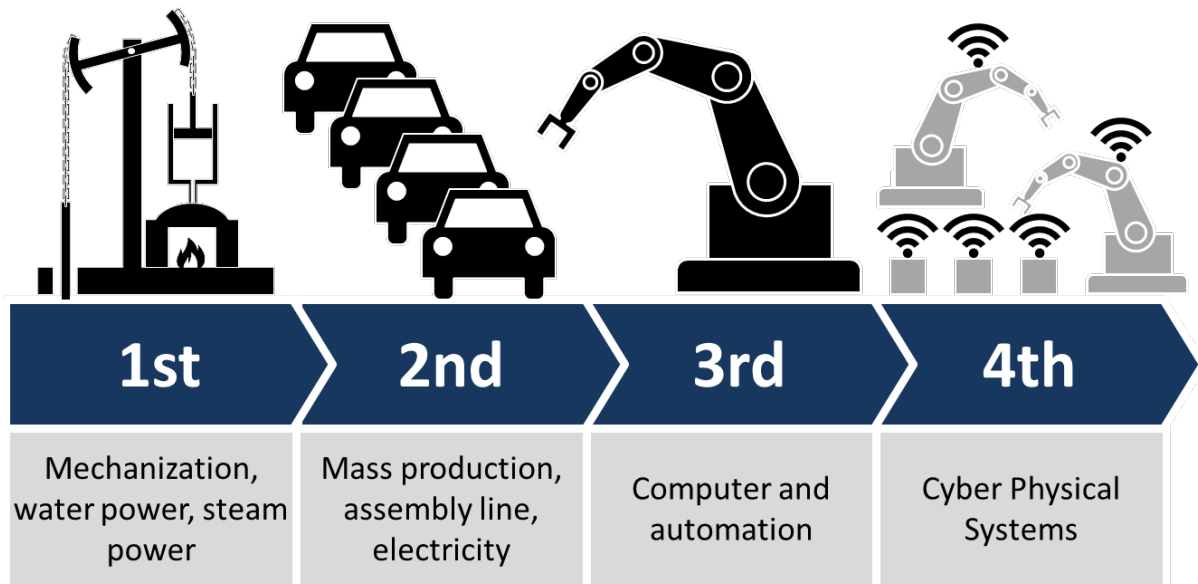 1st
2nd
3rd
4th
Mechanization,
water power, steam
power
Mass production,
assembly line,
electricity
Computer and
automation
Cyber Physical
Systems